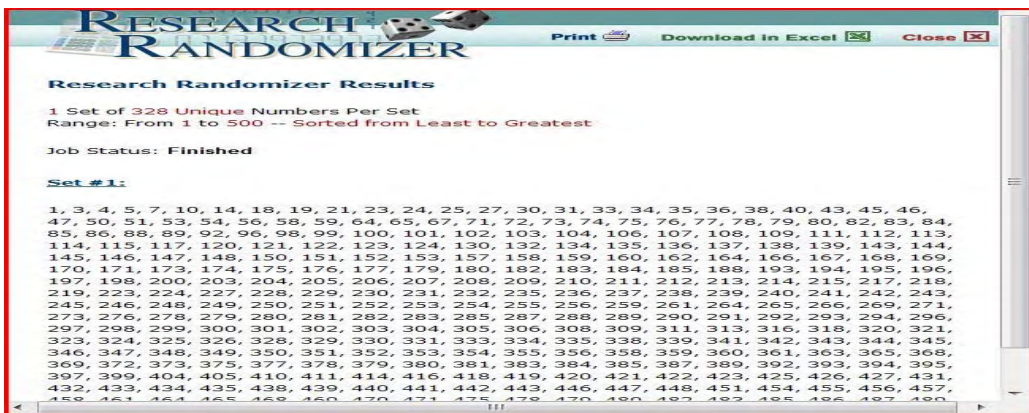 RESEARCH
RANDOMIZER
Print Download in Excel Close
Research Randomizer Results
1 Set of 328 Unique Numbers Per Set
Range: From 1 to 500 -- Sorted from Least to Greatest
Job Status: Finished
Set #1:
1, 3, 4, 5, 7, 10, 14, 18, 19, 21, 23, 24, 25, 27, 30, 31, 33, 34, 35, 36, 38, 40, 43, 45, 46,
47, 50, 51, 53, 54, 56, 58, 59, 64, 65, 67, 71, 72, 73, 74, 75, 76, 77, 78, 79, 80, 82, 83, 84,
85, 86, 88, 89, 92, 96, 98, 99, 100, 101, 102, 103, 104, 106, 107, 108, 109, 111, 112, 113,
114, 115, 117, 120, 121, 122, 123, 124, 130, 132, 134, 135, 136, 137, 138, 139, 143, 144,
145, 146, 147, 148, 150, 151, 152, 153, 157, 158, 159, 160, 162, 164, 166, 167, 168, 169,
170, 171, 173, 174, 175, 176, 177, 179, 180, 182, 183, 184, 185, 188, 193, 194, 195, 196,
197, 198, 200, 203, 204, 205, 206, 207, 208, 209, 210, 211, 212, 213, 214, 215, 217, 218,
219, 223, 224, 227, 228, 229, 230, 231, 232, 235, 236, 237, 238, 239, 240, 241, 242, 243,
245, 246, 248, 249, 250, 251, 252, 253, 254, 255, 256, 259, 261, 264, 265, 266, 269, 271,
273, 276, 278, 279, 280, 281, 282, 283, 285, 287, 288, 289, 290, 291, 292, 293, 294, 296,
297, 298, 299, 300, 301, 302, 303, 304, 305, 306, 308, 309, 311, 313, 316, 318, 320, 321,
323, 324, 325, 326, 328, 329, 330, 331, 333, 334, 335, 338, 339, 341, 342, 343, 344, 345,
346, 347, 348, 349, 350, 351, 352, 353, 354, 355, 356, 358, 359, 360, 361, 363, 365, 368,
369, 372, 373, 375, 377, 378, 379, 380, 381, 383, 384, 385, 387, 389, 392, 393, 394, 395,
397, 399, 404, 405, 410, 411, 414, 416, 418, 419, 420, 421, 422, 423, 425, 426, 427, 431,
432, 433, 434, 435, 438, 439, 440, 441, 442, 443, 446, 447, 448, 451, 454, 455, 456, 457,